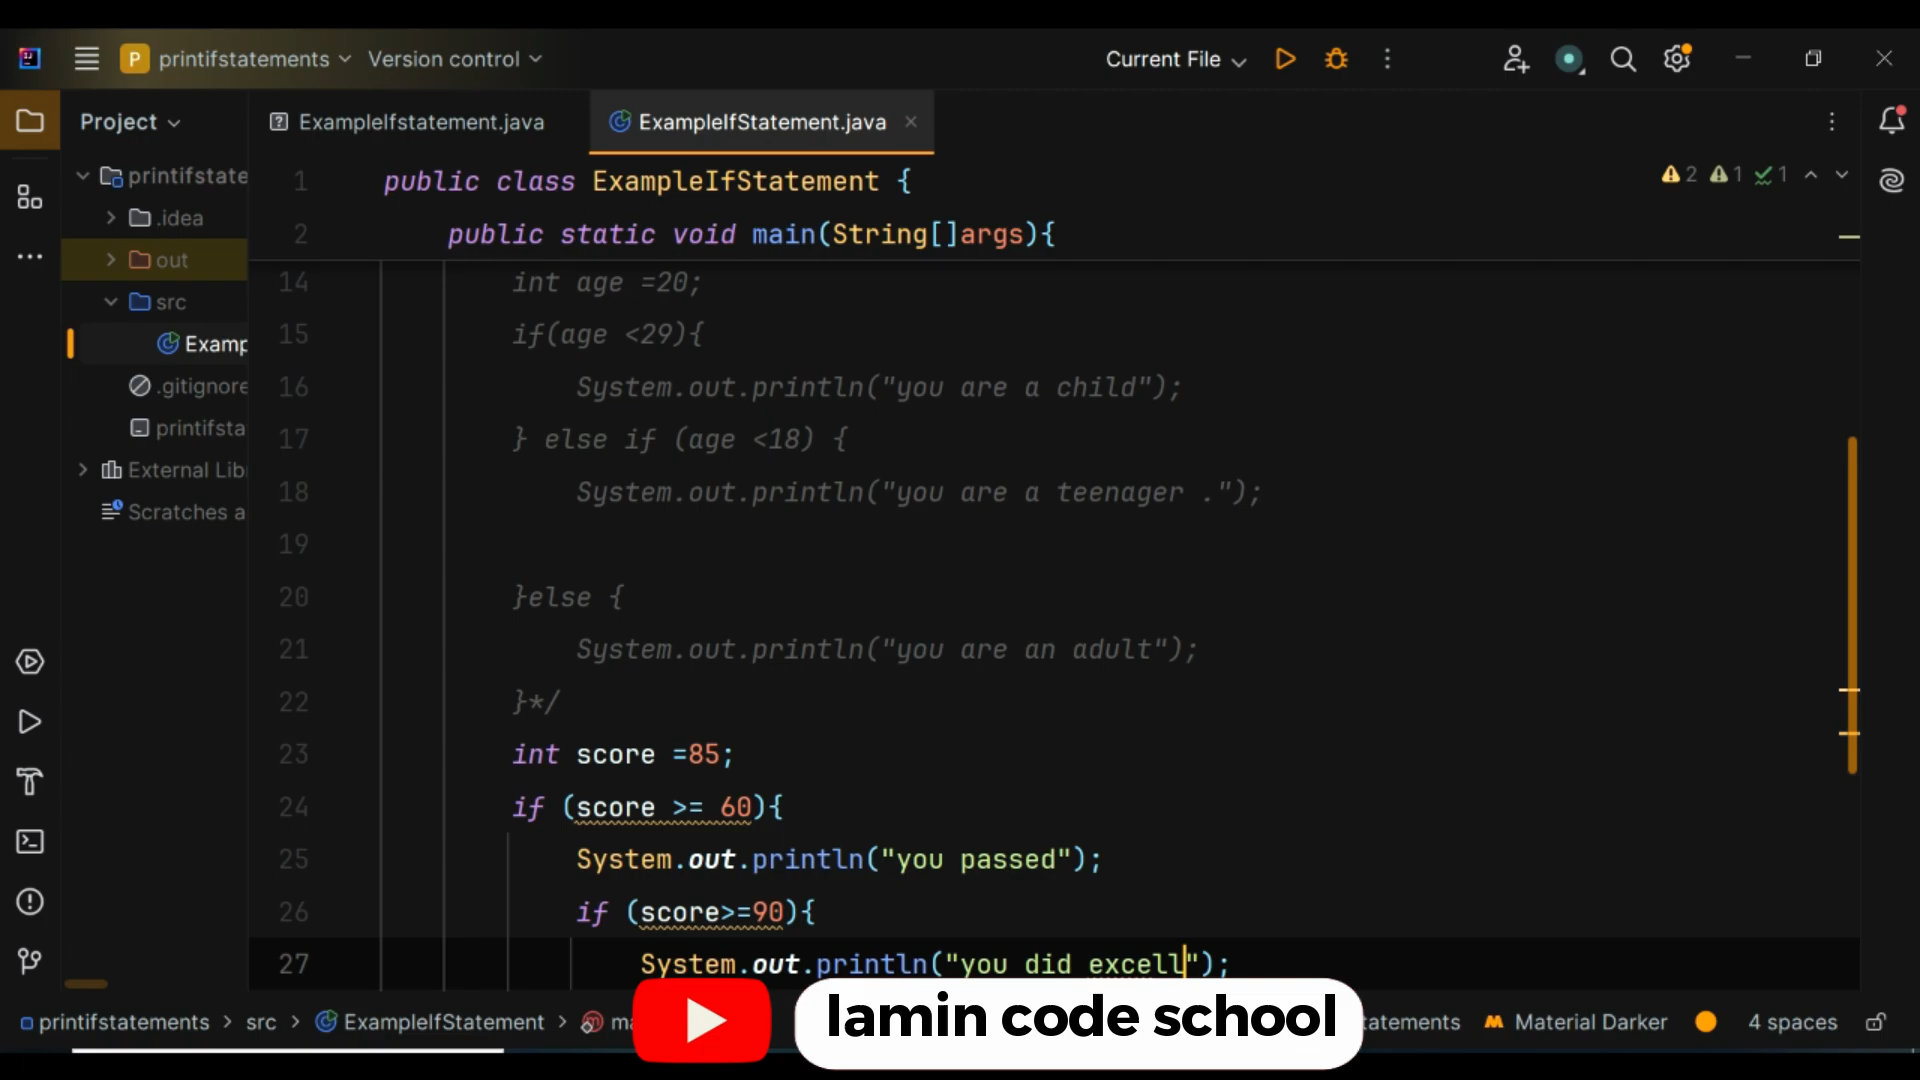 P printifstatements Version control Current File
Project ExampleIfstatement.java ExampleIfStatement.java
printifstate
.idea
out
src
Examp
.gitignore
printifsta
External Lib
Scratches a
2 1 1
1 public class ExampleIfStatement {
2 public static void main(String[]args){
14 int age =20;
15 if(age <29){
16 System.out.println("you are a child");
17 } else if (age <18) {
18 System.out.println("you are a teenager .");
19
20 }else {
21 System.out.println("you are an adult");
22 }*/
23 int score =85;
24 if (score >= 60){
25 System.out.println("you passed");
26 if (score>=90){
27 System.out.println("you did excell");
printifstatements > src > ExampleIfStatement > m ma tatements Material Darker 4 spaces
lamin code school